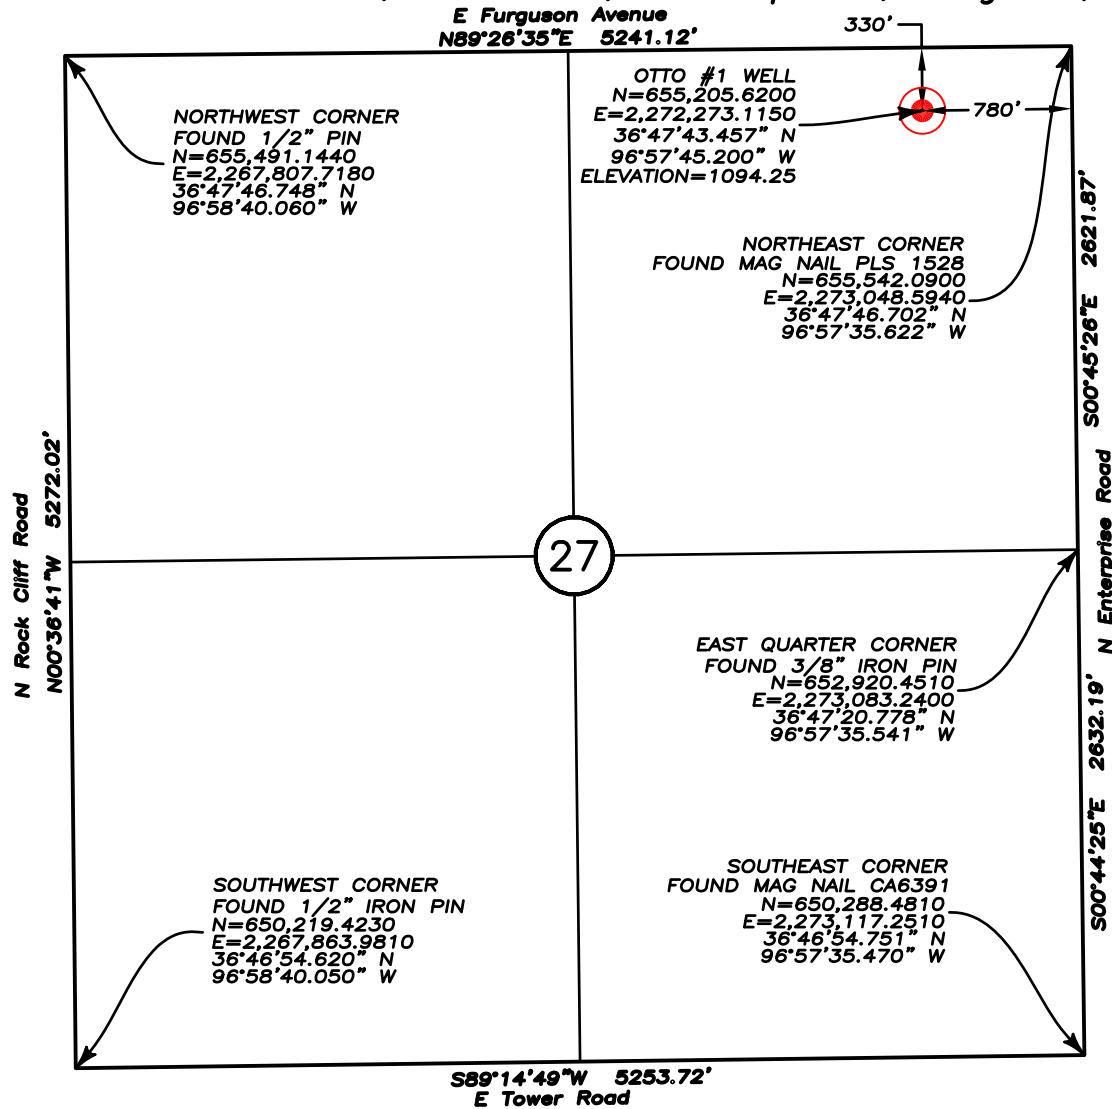 E Furguson Avenue
N89°26'35"E 5241.12'
330'
OTTO #1 WELL
N=655,205.6200
E=2,272,273.1150
36°47'43.457" N
96°57'45.200" W
ELEVATION=1094.25
780'
NORTHWEST CORNER
FOUND 1/2" PIN
N=655,491.1440
E=2,267,807.7180
36°47'46.748" N
96°58'40.060" W
NORTHEAST CORNER
FOUND MAG NAIL PLS 1528
N=655,542.0900
E=2,273,048.5940
36°47'46.702" N
96°57'35.622" W
S00°45'26"E 2621.87'
N Rock Cliff Road
N00°36'41"W 5272.02'
27
N Enterprise Road
EAST QUARTER CORNER
FOUND 3/8" IRON PIN
N=652,920.4510
E=2,273,083.2400
36°47'20.778" N
96°57'35.541" W
S00°44'25"E 2632.19'
SOUTHWEST CORNER
FOUND 1/2" IRON PIN
N=650,219.4230
E=2,267,863.9810
36°46'54.620" N
96°58'40.050" W
SOUTHEAST CORNER
FOUND MAG NAIL CA6391
N=650,288.4810
E=2,273,117.2510
36°46'54.751" N
96°57'35.470" W
S89°14'49"W 5253.72'
E Tower Road